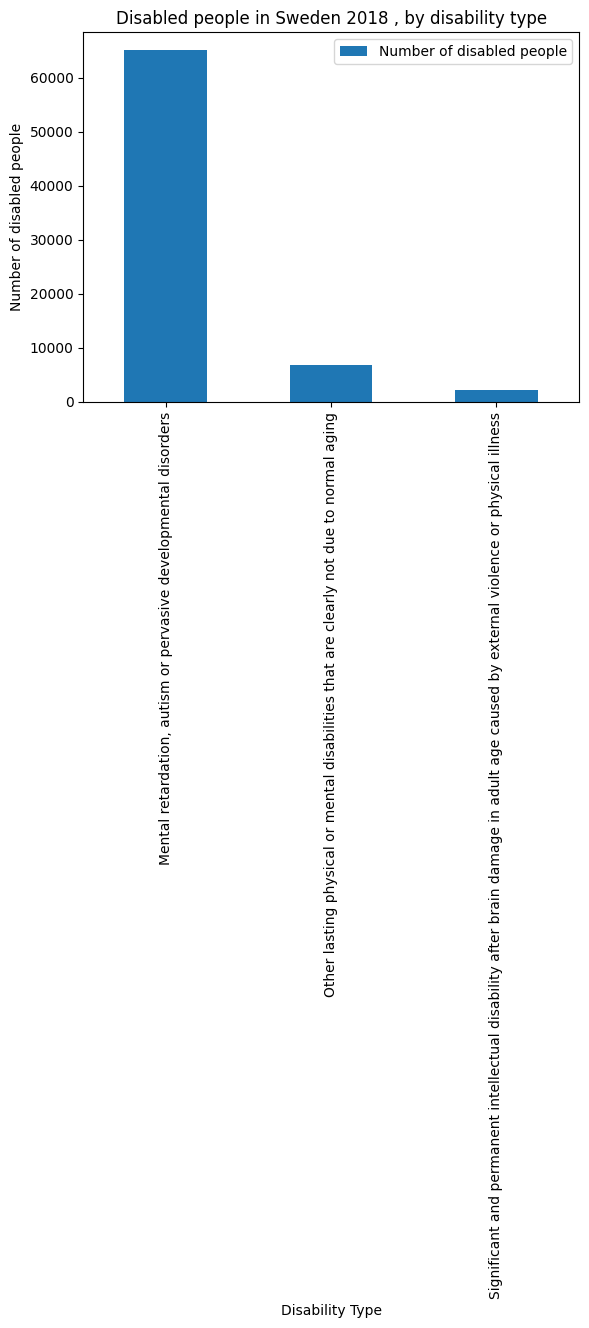 Disabled people in Sweden 2018 , by disability type
Number of disabled people
Number of disabled people
60000
50000
40000
30000
20000
10000
0
Mental retardation, autism or pervasive developmental disorders
Other lasting physical or mental disabilities that are clearly not due to normal aging
Significant and permanent intellectual disability after brain damage in adult age caused by external violence or physical illness
Disability Type